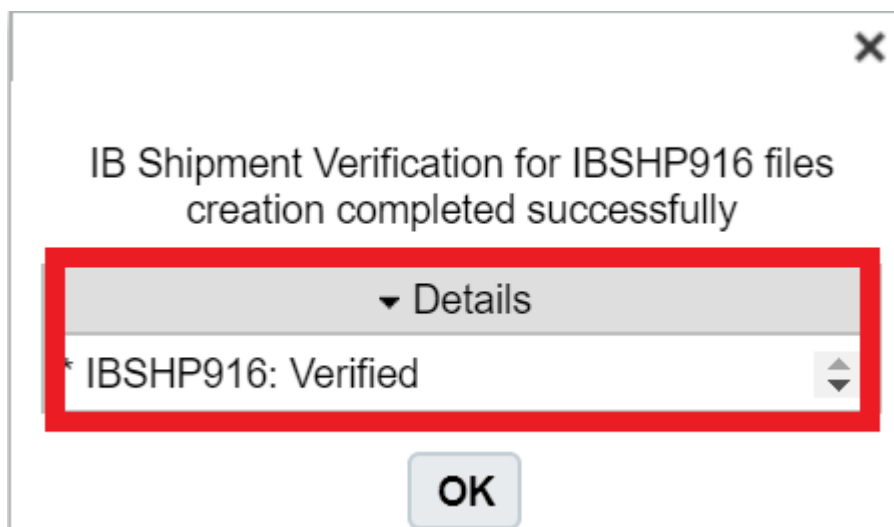 IB Shipment Verification for IBSHP916 files
creation completed successfully
Details
* IBSHP916: Verified
OK